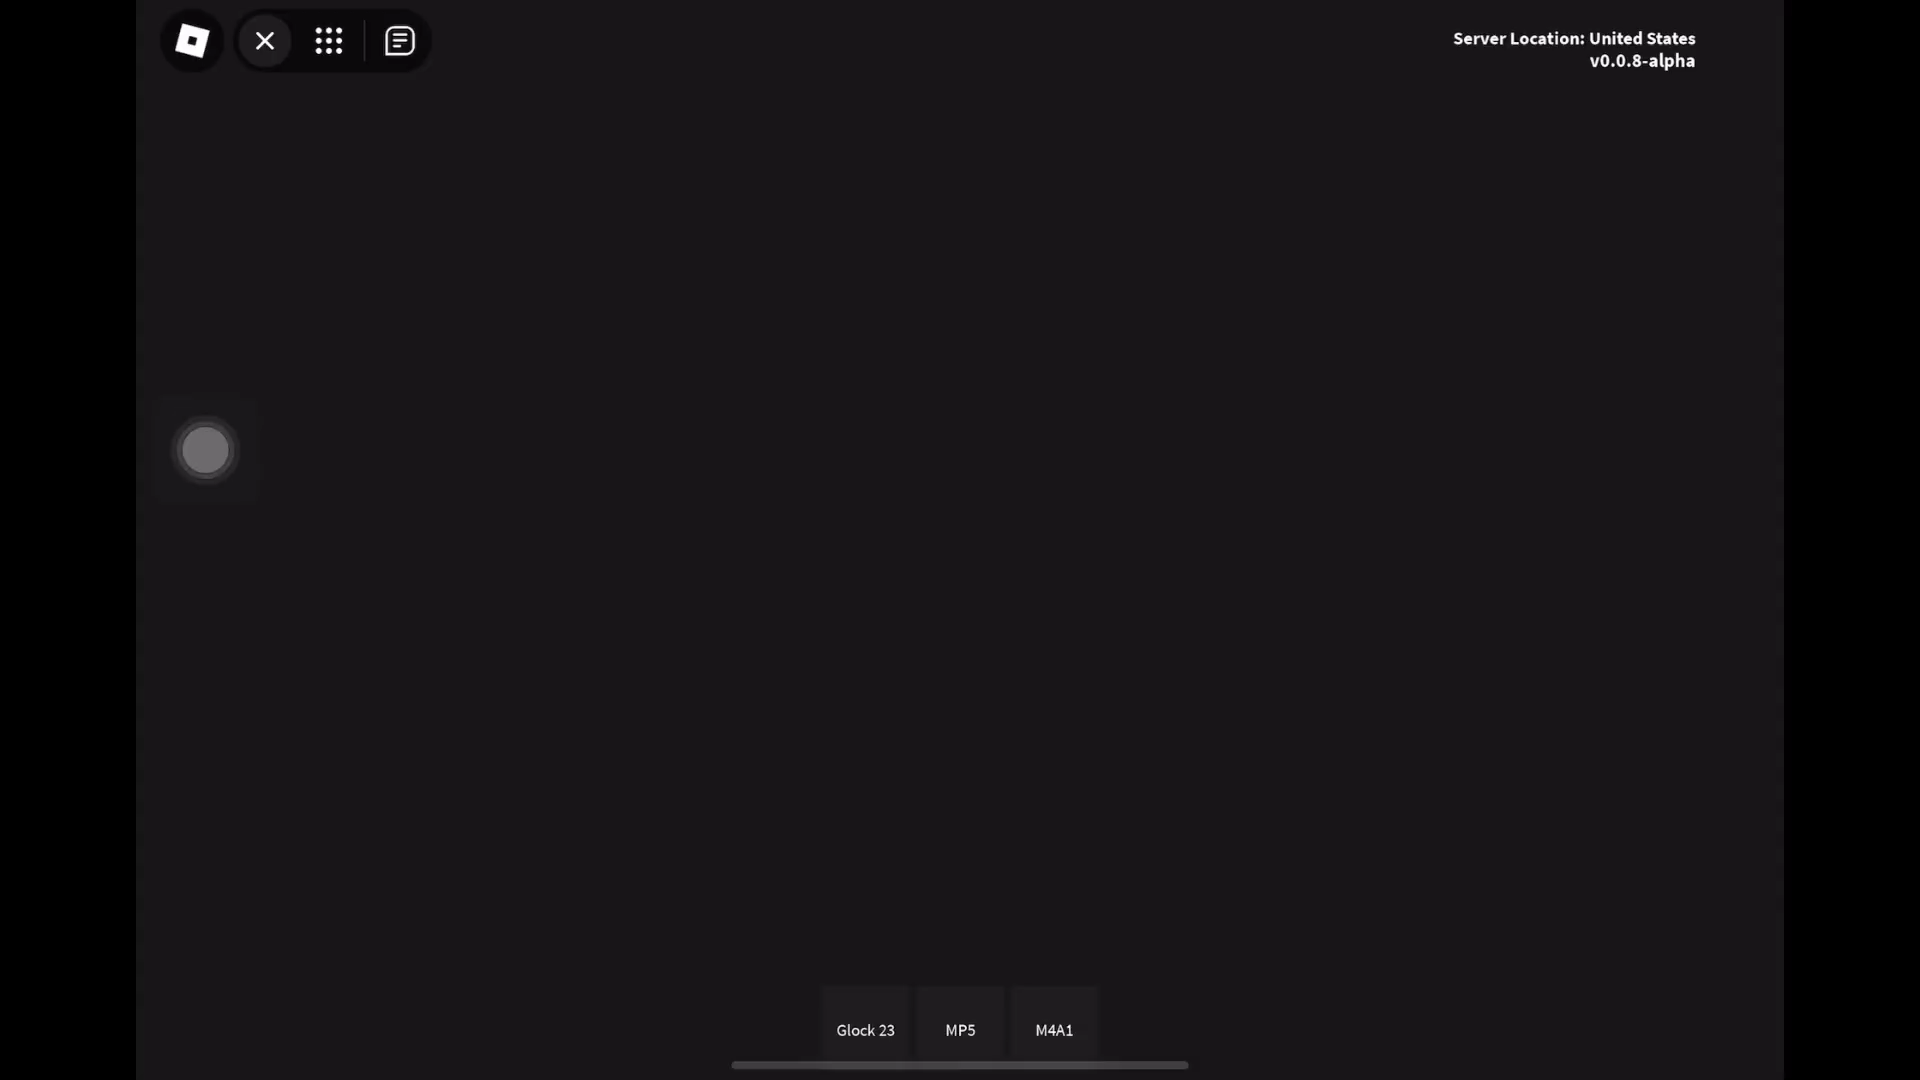 Server Location: United States
v0.0.8-alpha
Glock 23
MP5
M4A1